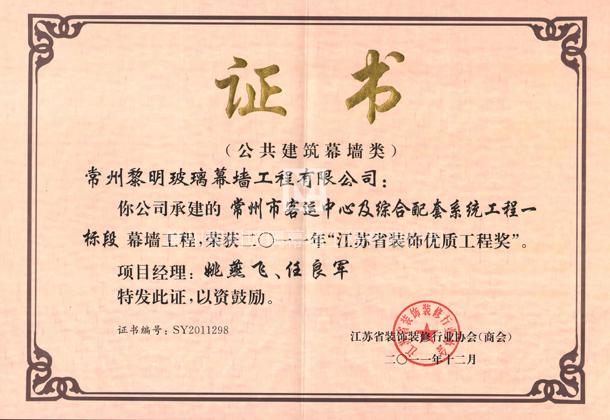 证书
（公共建筑幕墙类）
常州黎明玻璃幕墙工程有限公司：
你公司承建的 常州市客运中心及综合配套系统工程一
标段 幕墙工程，荣获二〇一一年“江苏省装饰优质工程奖”。
项目经理：姚燕飞、任良军
特发此证，以资鼓励。
证书编号：SY2011298
江苏省装饰装修行业协会（商会）
二〇一一年十二月